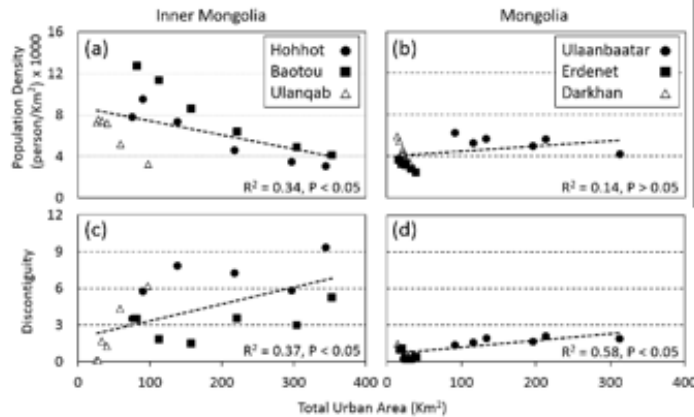 Inner Mongolia
Mongolia
Population Density
(person/Km²) x 1000
16
12
8
4
0
(a)
Hohhot
Baotou
Ulanqab
R² = 0.34, P < 0.05
(b)
Ulaanbaatar
Erdenet
Darkhan
R² = 0.14, P > 0.05
Discontiguity
12
9
6
3
0
(c)
R² = 0.37, P < 0.05
(d)
R² = 0.58, P < 0.05
0 100 200 300 400 0 100 200 300 400
Total Urban Area (Km²)